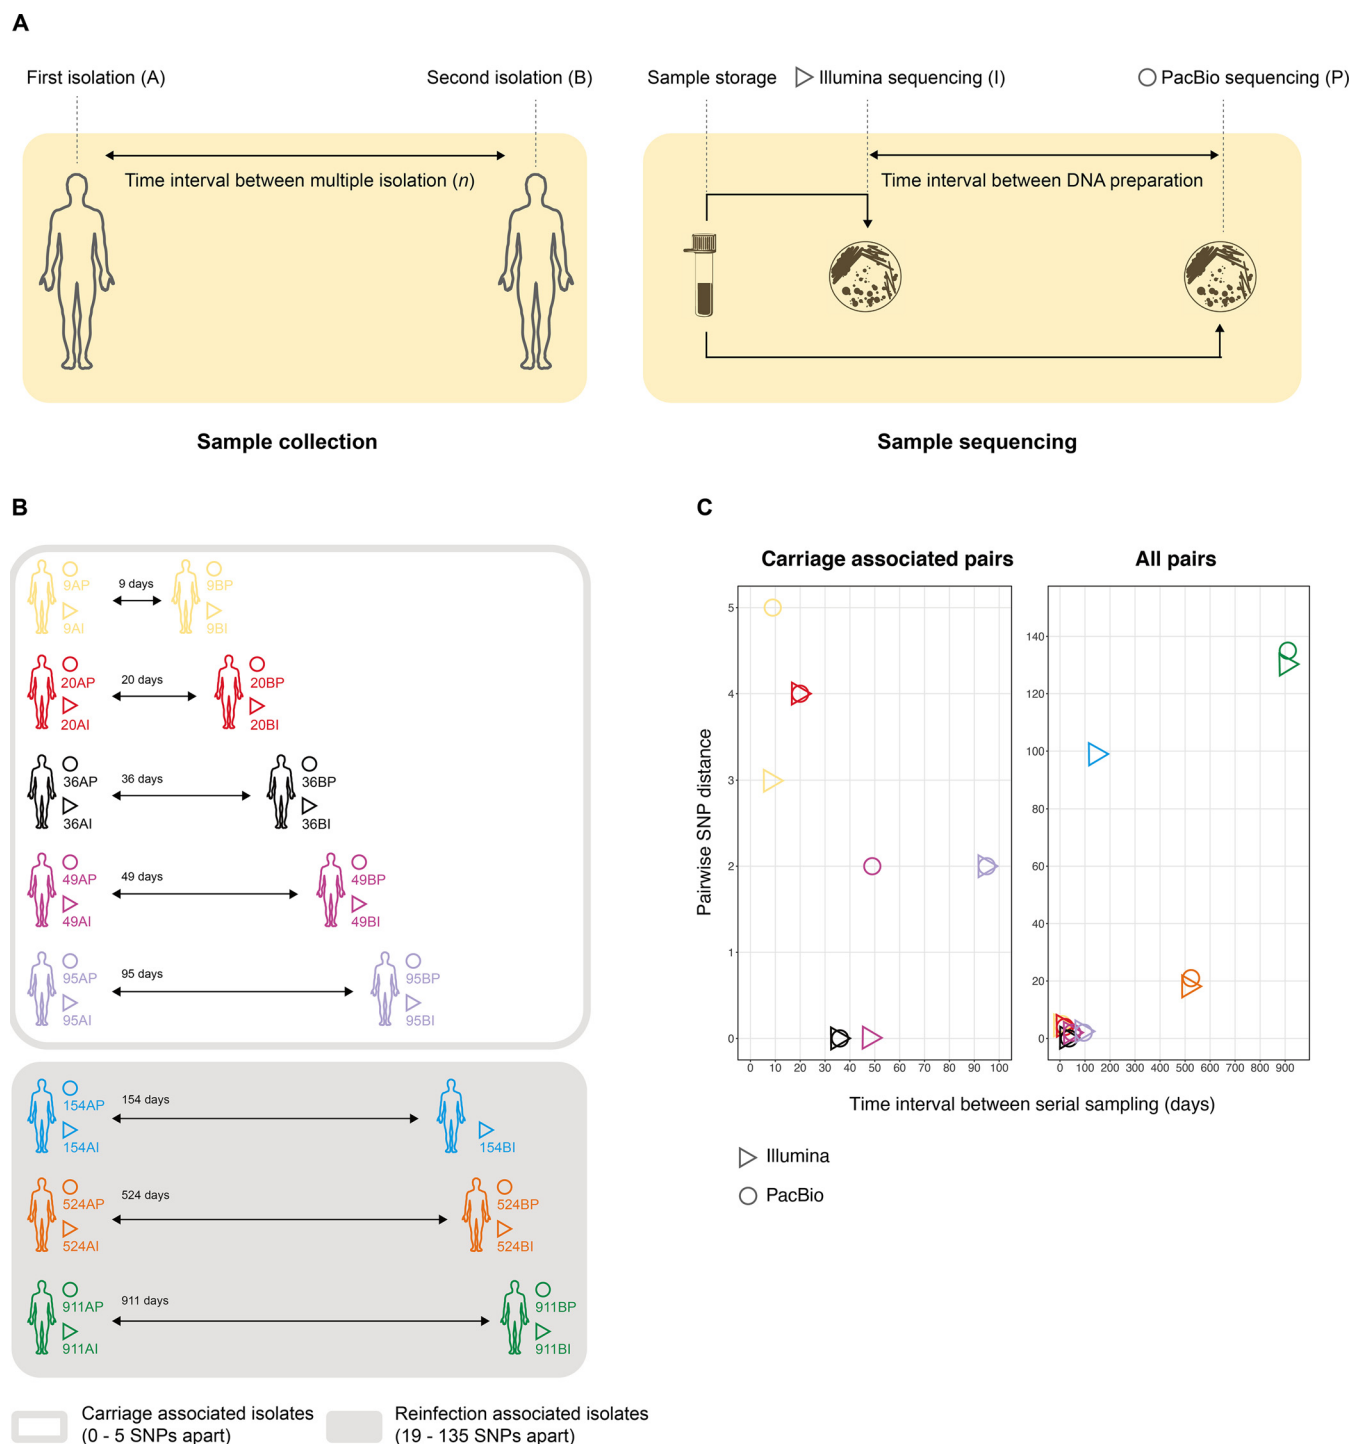 A
First isolation (A)
Second isolation (B)
Sample storage
Illumina sequencing (I)
PacBio sequencing (P)
Time interval between multiple isolation (n)
Time interval between DNA preparation
Sample collection
Sample sequencing
B
9AP
9AI
9 days
9BP
9BI
20AP
20AI
20 days
20BP
20BI
36AP
36AI
36 days
36BP
36BI
49AP
49AI
49 days
49BP
49BI
95AP
95AI
95 days
95BP
95BI
154AP
154AI
154 days
154BI
524AP
524AI
524 days
524BP
524BI
911AP
911AI
911 days
911BP
911BI
Carriage associated isolates
(0 - 5 SNPs apart)
Reinfection associated isolates
(19 - 135 SNPs apart)
C
Carriage associated pairs
All pairs
Pairwise SNP distance
5
4
3
2
1
0
0 10 20 30 40 50 60 70 80 90 100
140
120
100
80
60
40
20
0
0 100 200 300 400 500 600 700 800 900
Time interval between serial sampling (days)
Illumina
PacBio